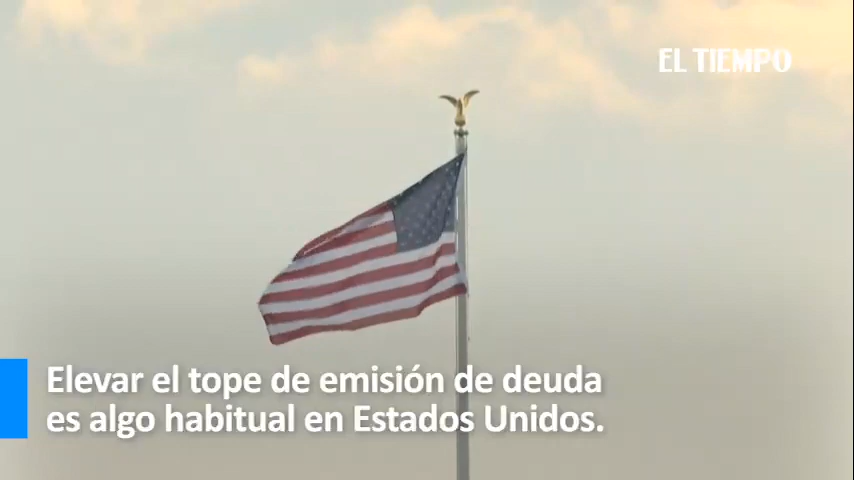 EL TIEMPO
Elevar el tope de emisión de deuda
es algo habitual en Estados Unidos.